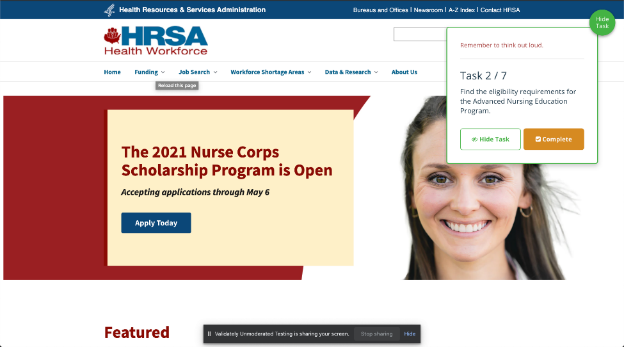 Health Resources & Services Administration
Bureaus and Offices | Newsroom | A-Z Index | Contact HRSA
Hide
Task
HRSA
Health Workforce
Remember to think out loud.
Task 2 / 7
Find the eligibility requirements for
the Advanced Nursing Education
Program.
Hide Task
Complete
Home Funding Job Search Workforce Shortage Areas Data & Research About Us
Reload this page
The 2021 Nurse Corps
Scholarship Program is Open
Accepting applications through May 6
Apply Today
Featured
Validately Unmoderated Testing is sharing your screen. Stop sharing Hide